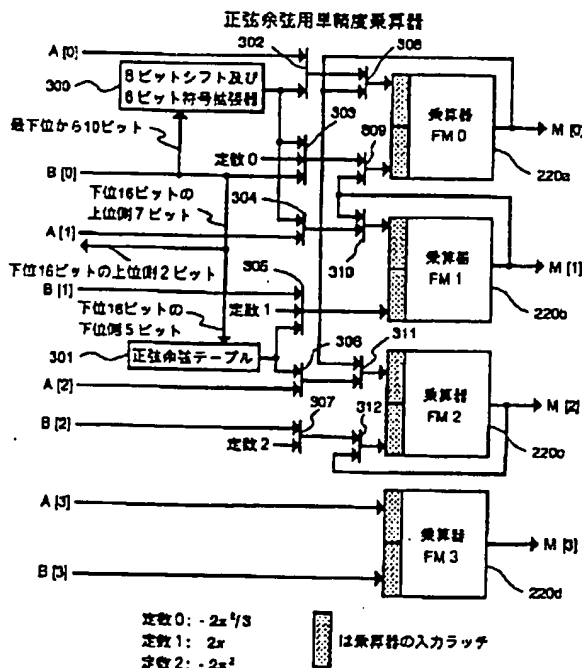 正弦余弦用単精度乗算器
A [0]
302
308
300
8ビットシフト及び
6ビット符号拡張器
乗算器
FM 0
M [0]
最下位から10ビット
303
定数 0
309
B [0]
220a
下位16ビットの
上位側7ビット
304
A [1]
310
乗算器
FM 1
M [1]
下位16ビットの上位側2ビット
305
B [1]
定数 1
下位16ビットの
下位側5ビット
220b
306
311
301
正弦余弦テーブル
A [2]
乗算器
FM 2
M [2]
307
312
B [2]
定数 2
220c
A [3]
乗算器
FM 3
M [3]
B [3]
220d
定数 0: - 2π
定数 1: 2π
定数 2: - 2π²
は乗算器の入力ラッチ